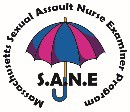 Massachusetts Sexual Assault Nurse Examiner Program
S.A.N.E